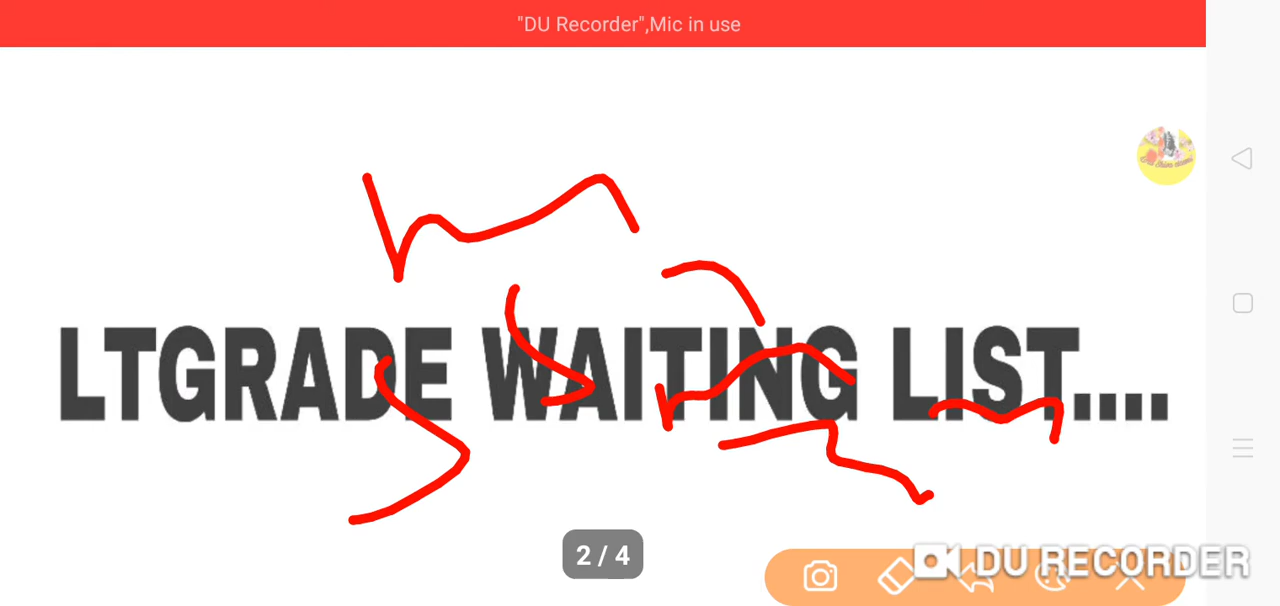 "DU Recorder",Mic in use
LTGRADE WAITING LIST....
2 / 4
DU RECORDER